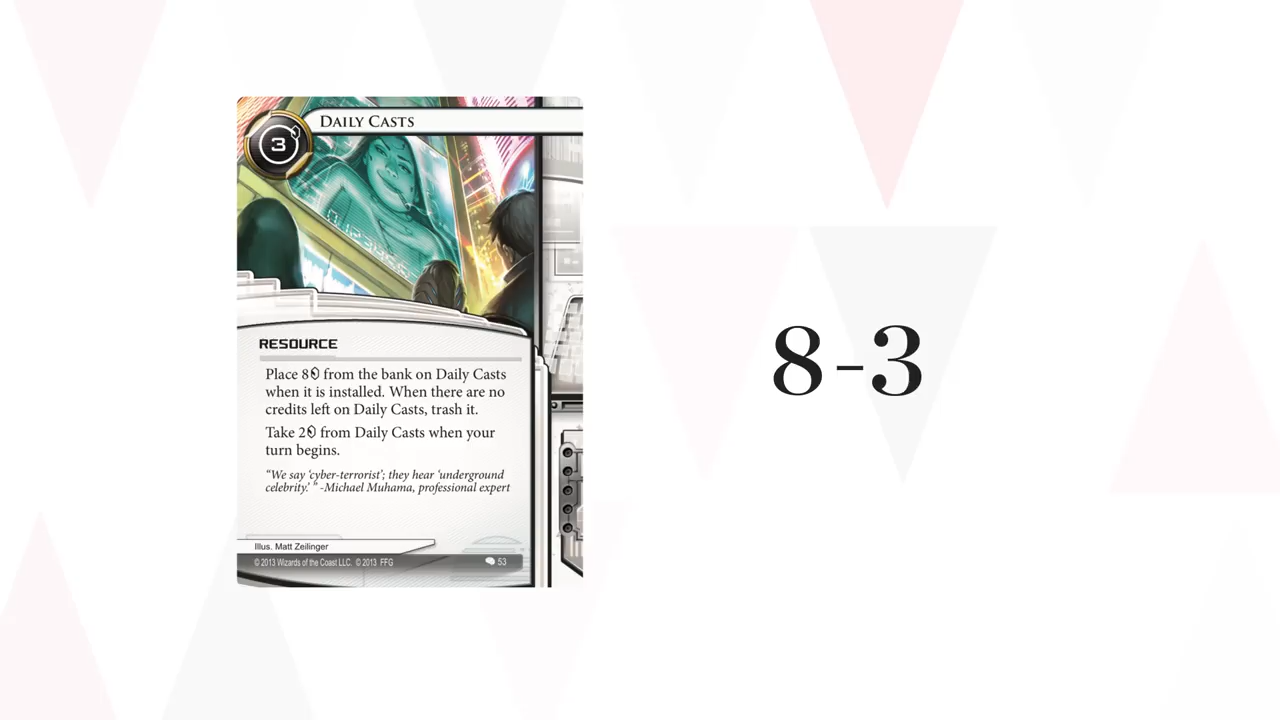 3
DAILY CASTS
RESOURCE
Place 8 from the bank on Daily Casts
when it is installed. When there are no
credits left on Daily Casts, trash it.
Take 2 from Daily Casts when your
turn begins.
"We say 'cyber-terrorist'; they hear 'underground
celebrity.' " -Michael Muhama, professional expert
Illus. Matt Zeilinger
© 2013 Wizards of the Coast LLC. © 2013 FFG
53
8-3